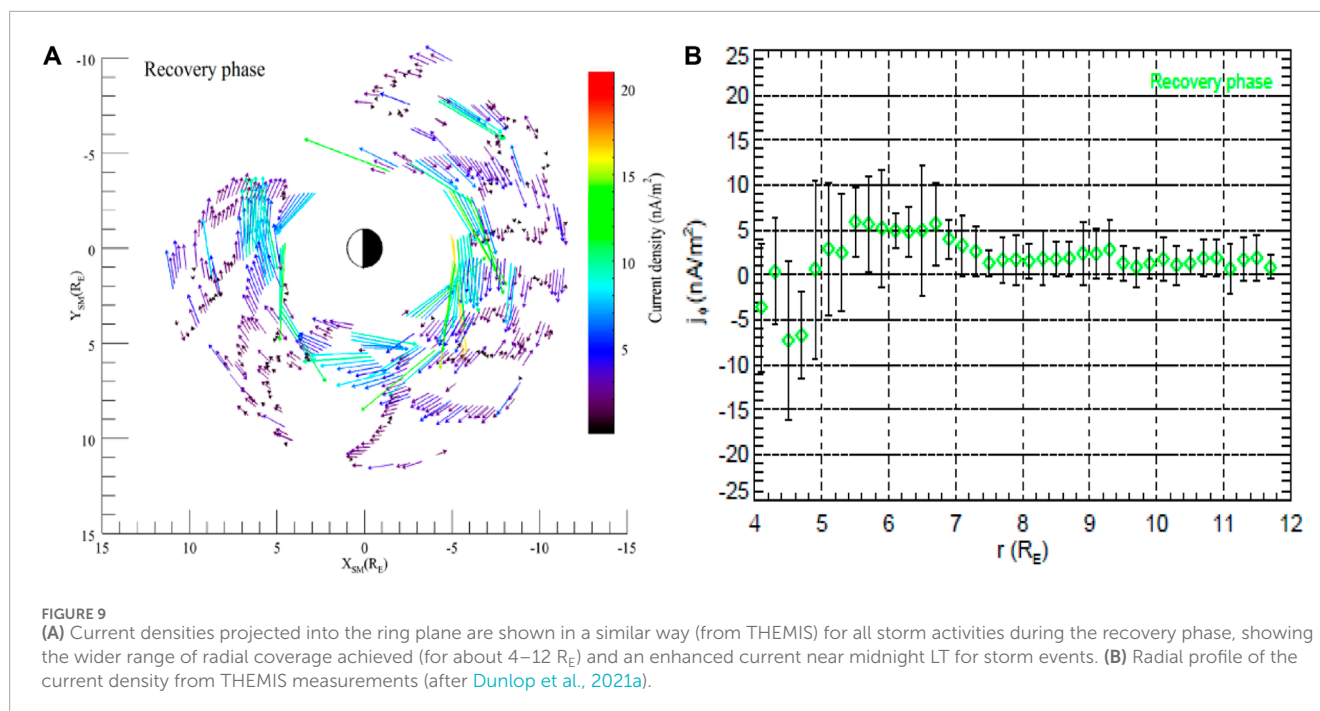 A
Recovery phase
-10
-5
0
5
10
15
Y_SM(R_E)
15
10
5
0
-5
-10
-15
X_SM(R_E)
20
15
10
5
Current density (nA/m²)
B
Recovery phase
25
20
15
10
5
0
-5
-10
-15
-20
-25
j_ϕ (nA/m²)
4
5
6
7
8
9
10
11
12
r (R_E)
FIGURE 9
(A) Current densities projected into the ring plane are shown in a similar way (from THEMIS) for all storm activities during the recovery phase, showing
the wider range of radial coverage achieved (for about 4–12 R_E) and an enhanced current near midnight LT for storm events. (B) Radial profile of the
current density from THEMIS measurements (after Dunlop et al., 2021a).